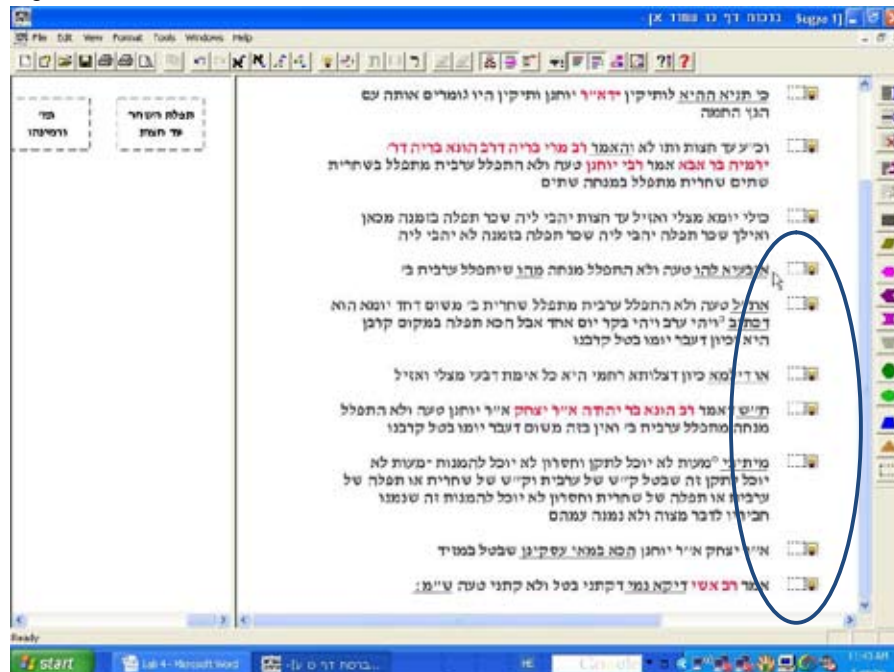 ברכות דף כו עמוד א
Sugya 1]
File Edit View Format Tools Windows Help
תפלת השחר
עד חצות
ורמינהו
כי תניא ההיא לותיקין דא״ר יוחנן ותיקין היו גומרים אותה עם
הנץ החמה
וכ״ע עד חצות ותו לא והאמר רב מרי בריה דרב הונא בריה דר׳
ירמיה בר אבא אמר רבי יוחנן טעה ולא התפלל ערבית מתפלל בשחרית
שתים שחרית מתפלל במנחה שתים
כולי יומא מצלי ואזיל עד חצות יהבי ליה שכר תפלה בזמנה מכאן
ואילך שכר תפלה יהבי ליה שכר תפלה בזמנה לא יהבי ליה
איבעיא להו טעה ולא התפלל מנחה מהו שיתפלל ערבית ב׳
את״ל טעה ולא התפלל ערבית מתפלל שחרית ב׳ משום דחד יומא הוא
דכתיב ויהי ערב ויהי בקר יום אחד אבל הכא תפלה במקום קרבן
היא וכיון דעבר יומו בטל קרבנו
או דילמא כיון דצלותא רחמי היא כל אימת דבעי מצלי ואזיל
ת״ש דאמר רב הונא בר יהודה א״ר יצחק א״ר יוחנן טעה ולא התפלל
מנחה מתפלל ערבית ב׳ ואין בזה משום דעבר יומו בטל קרבנו
מיתיבי מעות לא יוכל לתקן וחסרון לא יוכל להמנות מעות לא
יוכל לתקן זה שבטל ק״ש של ערבית וק״ש של שחרית או תפלה של
ערבית או תפלה של שחרית וחסרון לא יוכל להמנות זה שנמנו
חביריו לדבר מצוה ולא נמנה עמהם
א״ר יצחק א״ר יוחנן הכא במאי עסקינן שבטל במזיד
אמר רב אשי דיקא נמי דקתני בטל ולא קתני טעה ש״מ:
Ready
start
Lab 4 - Microsoft Word
HE
11:43 AM